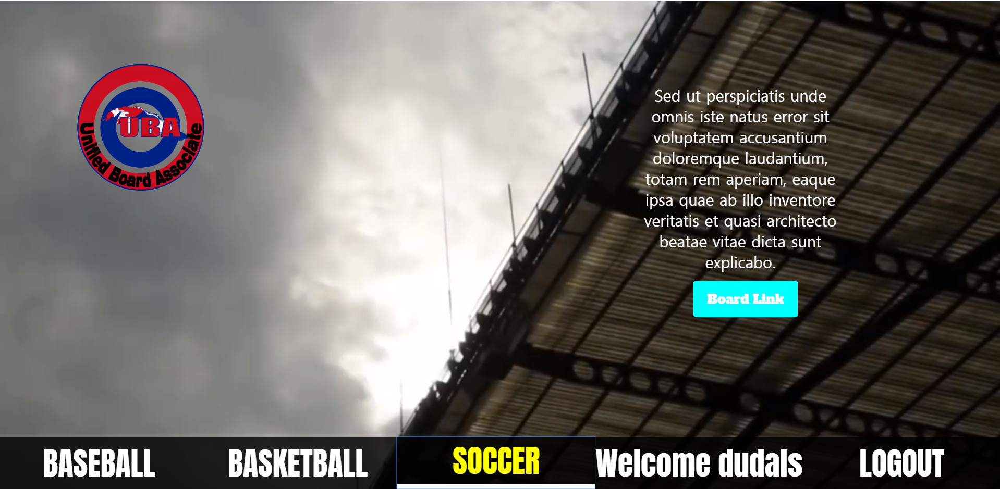 UBA
Unified Board Associate
Sed ut perspiciatis unde
omnis iste natus error sit
voluptatem accusantium
doloremque laudantium,
totam rem aperiam, eaque
ipsa quae ab illo inventore
veritatis et quasi architecto
beatae vitae dicta sunt
explicabo.
Board Link
BASEBALL BASKETBALL SOCCER Welcome dudals LOGOUT